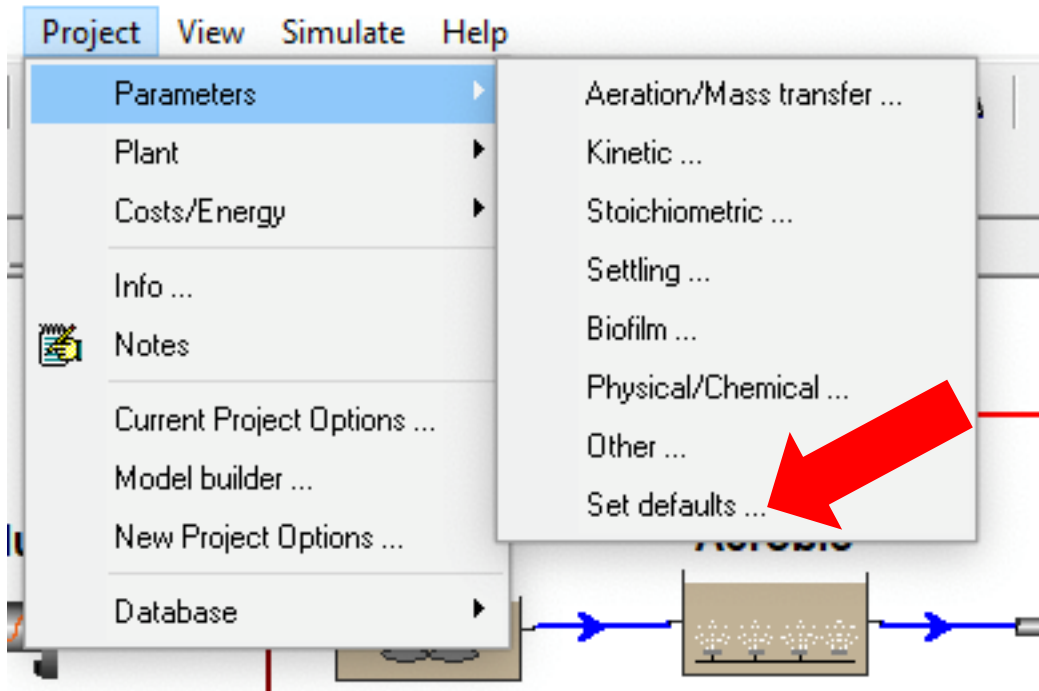 Project View Simulate Help
Parameters
Plant
Costs/Energy
Info ...
Notes
Current Project Options ...
Model builder ...
New Project Options ...
Database
Aeration/Mass transfer ...
Kinetic ...
Stoichiometric ...
Settling ...
Biofilm ...
Physical/Chemical ...
Other ...
Set defaults ...
Aerobic